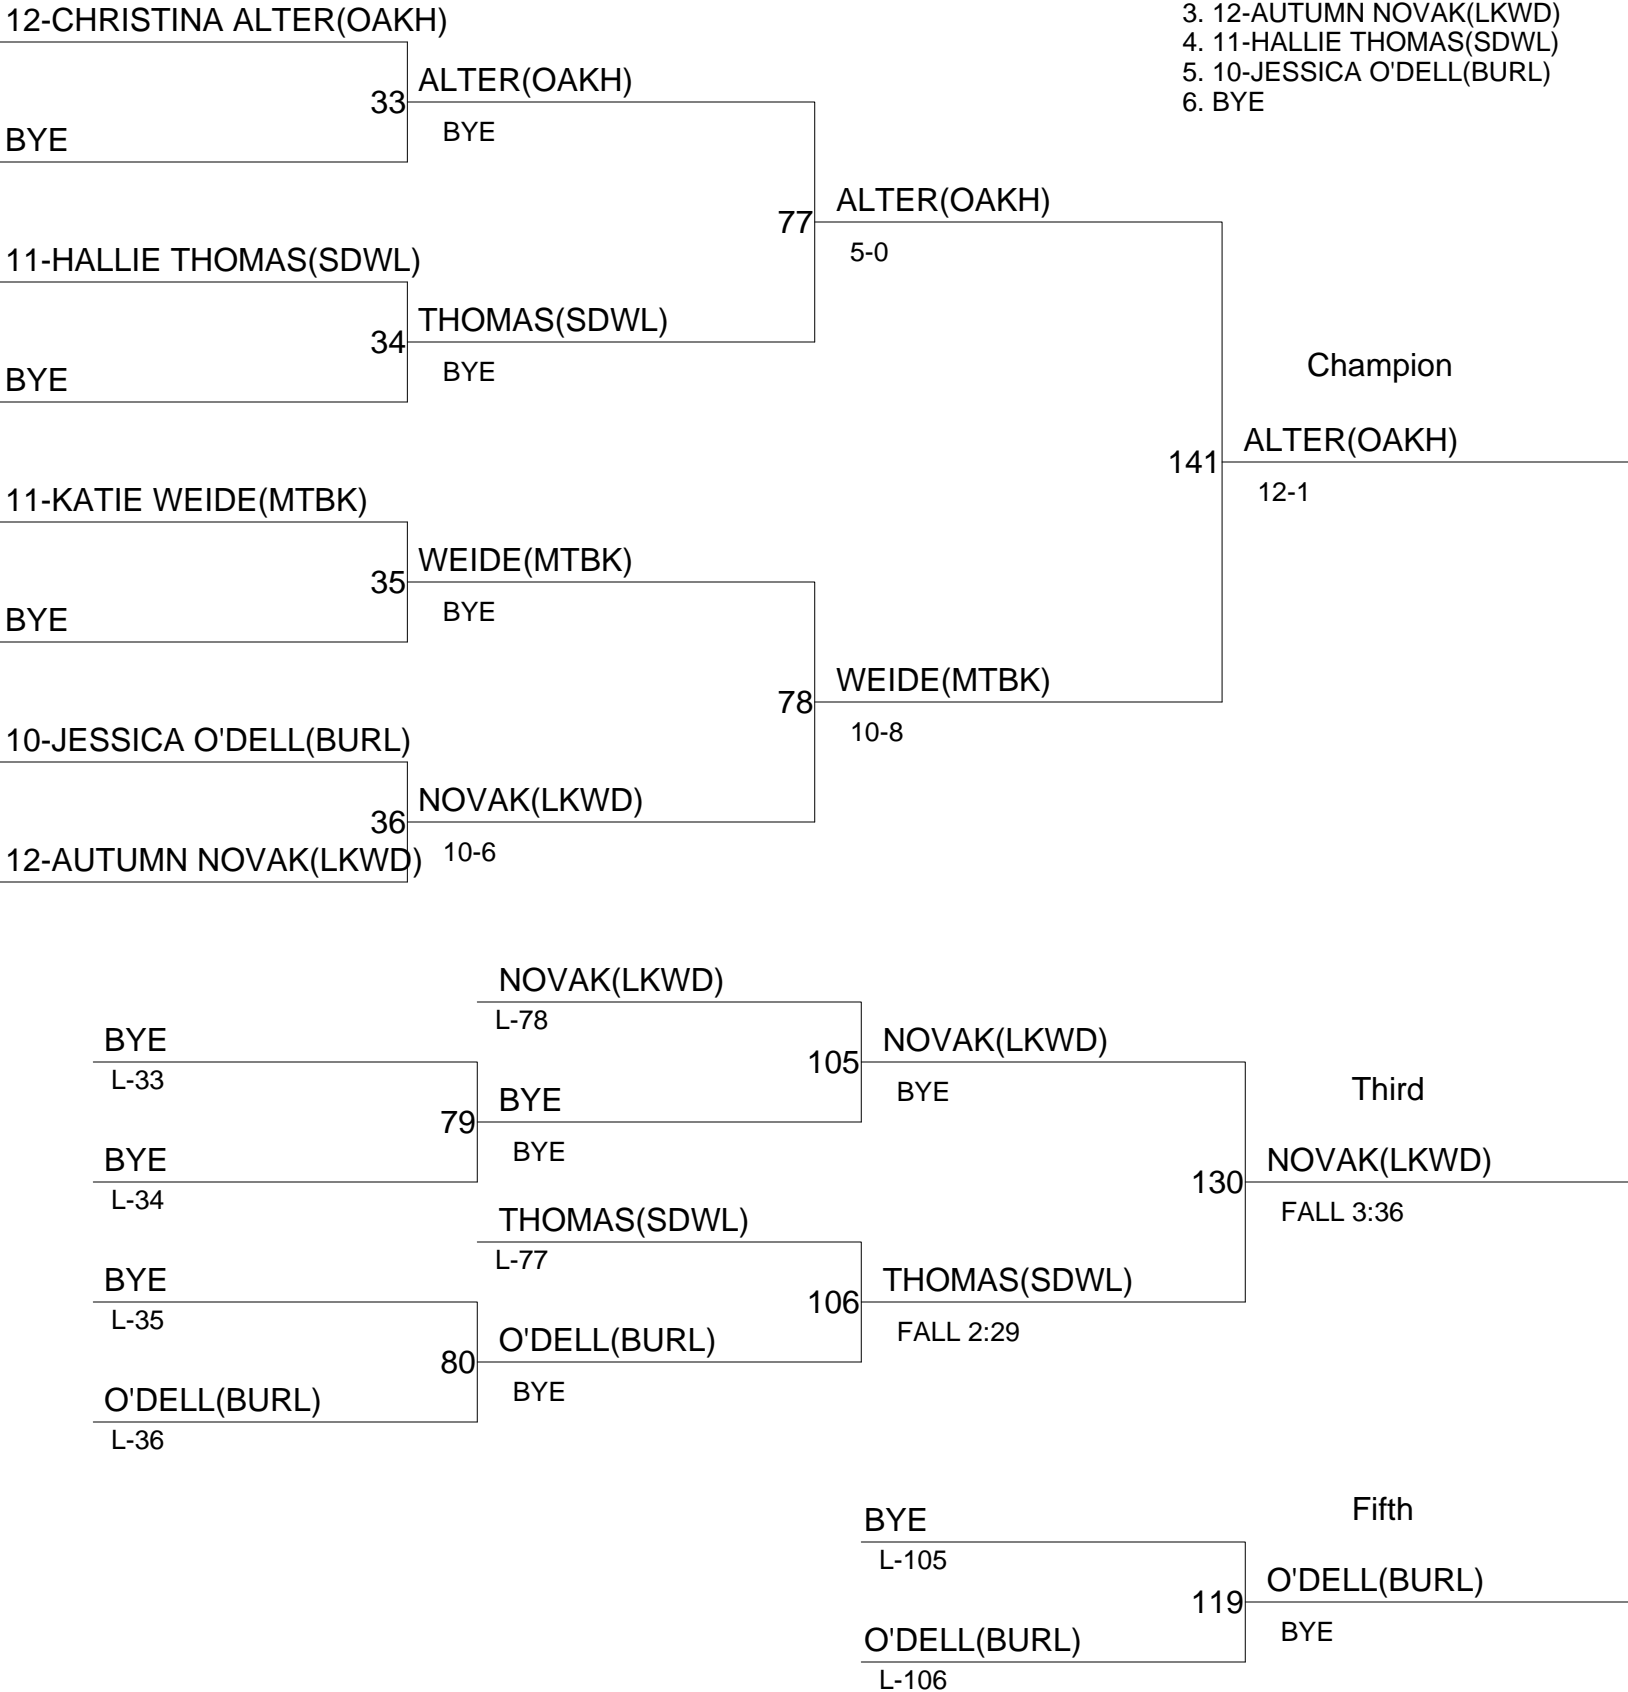 12-CHRISTINA ALTER(OAKH)
3. 12-AUTUMN NOVAK(LKWD)
4. 11-HALLIE THOMAS(SDWL)
5. 10-JESSICA O'DELL(BURL)
6. BYE
33
ALTER(OAKH)
BYE
BYE
77
ALTER(OAKH)
5-0
11-HALLIE THOMAS(SDWL)
34
THOMAS(SDWL)
BYE
BYE
Champion
141
ALTER(OAKH)
12-1
11-KATIE WEIDE(MTBK)
35
WEIDE(MTBK)
BYE
BYE
78
WEIDE(MTBK)
10-8
10-JESSICA O'DELL(BURL)
36
NOVAK(LKWD)
10-6
12-AUTUMN NOVAK(LKWD)
NOVAK(LKWD)
L-78
BYE
L-33
105
NOVAK(LKWD)
BYE
79
BYE
BYE
BYE
L-34
Third
130
NOVAK(LKWD)
FALL 3:36
THOMAS(SDWL)
L-77
BYE
L-35
106
THOMAS(SDWL)
FALL 2:29
80
O'DELL(BURL)
BYE
O'DELL(BURL)
L-36
Fifth
BYE
L-105
119
O'DELL(BURL)
BYE
O'DELL(BURL)
L-106